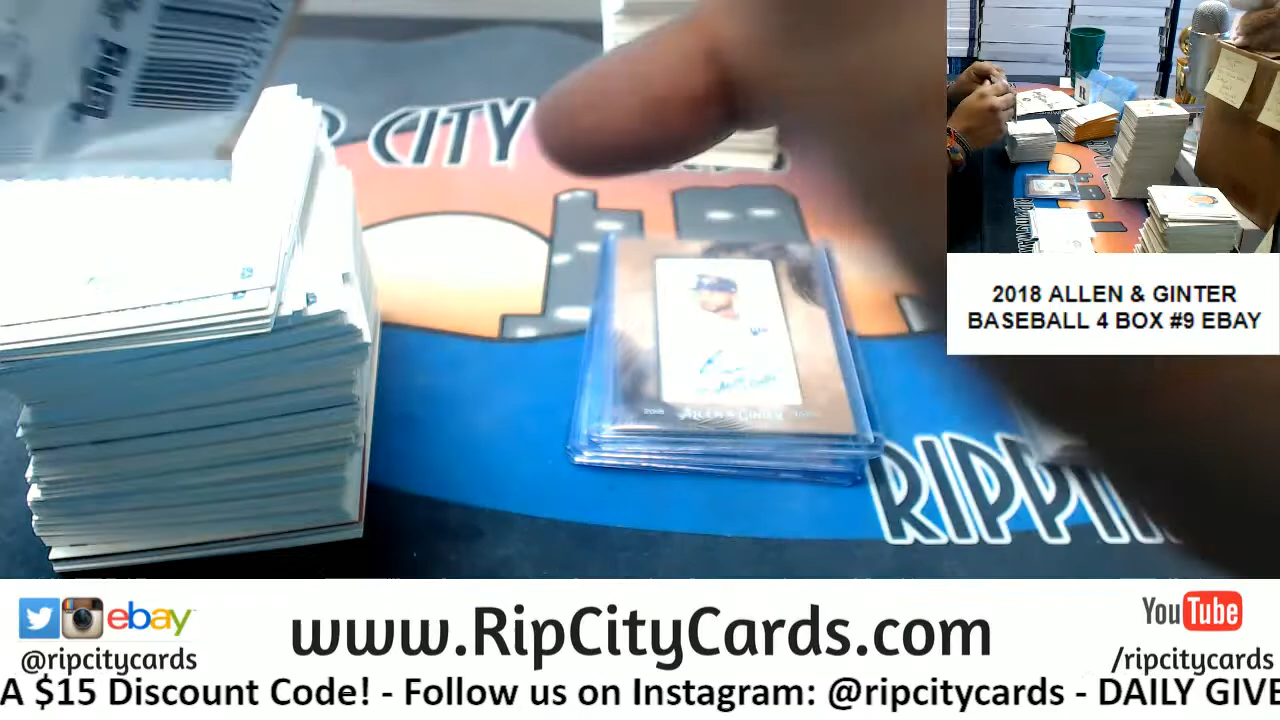 CITY
RIPPIN
2018 ALLEN & GINTER
BASEBALL 4 BOX #9 EBAY
ebay
@ripcitycards
www.RipCityCards.com
YouTube
/ripcitycards
A $15 Discount Code! - Follow us on Instagram: @ripcitycards - DAILY GIVE